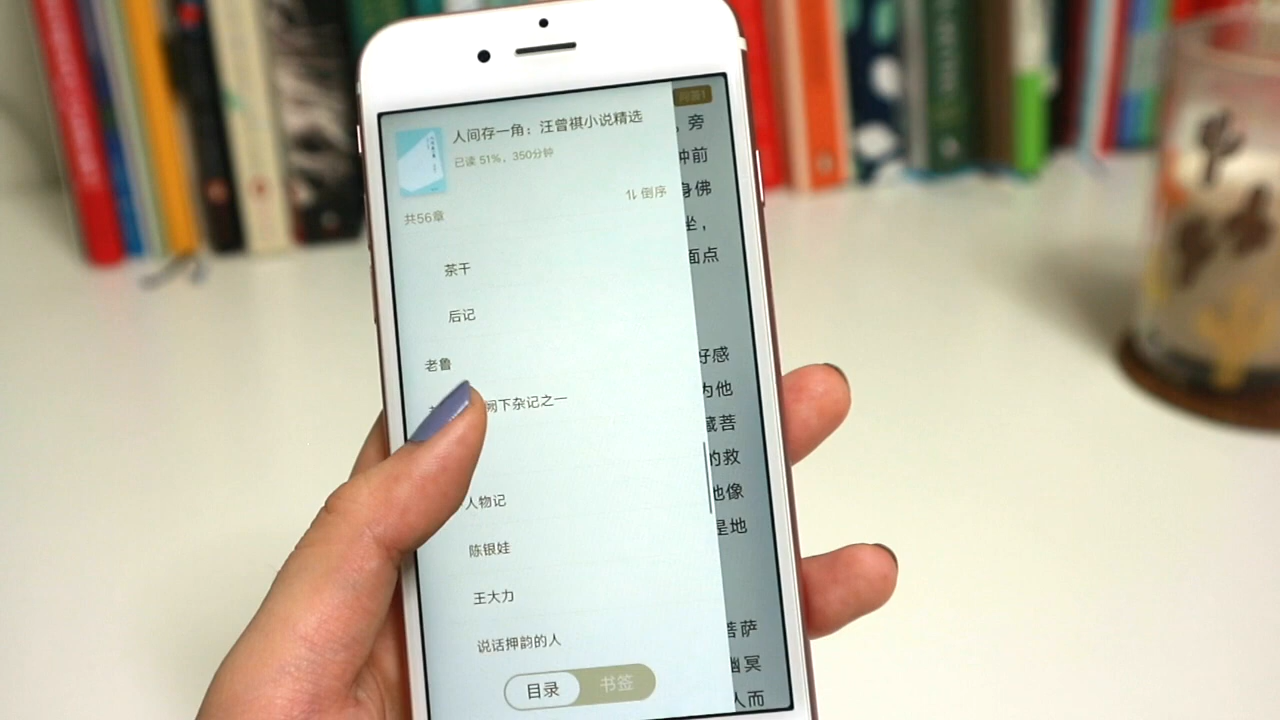 人间存一角：汪曾祺小说精选
已读 51%，350分钟
共56章
倒序
茶干
后记
老鲁
阙下杂记之一
人物记
陈银娃
王大力
说话押韵的人
目录
书签
旁
钟前
身佛
坐，
面点
好感
为他
藏菩
的救
地像
是地
菩萨
幽冥
人而